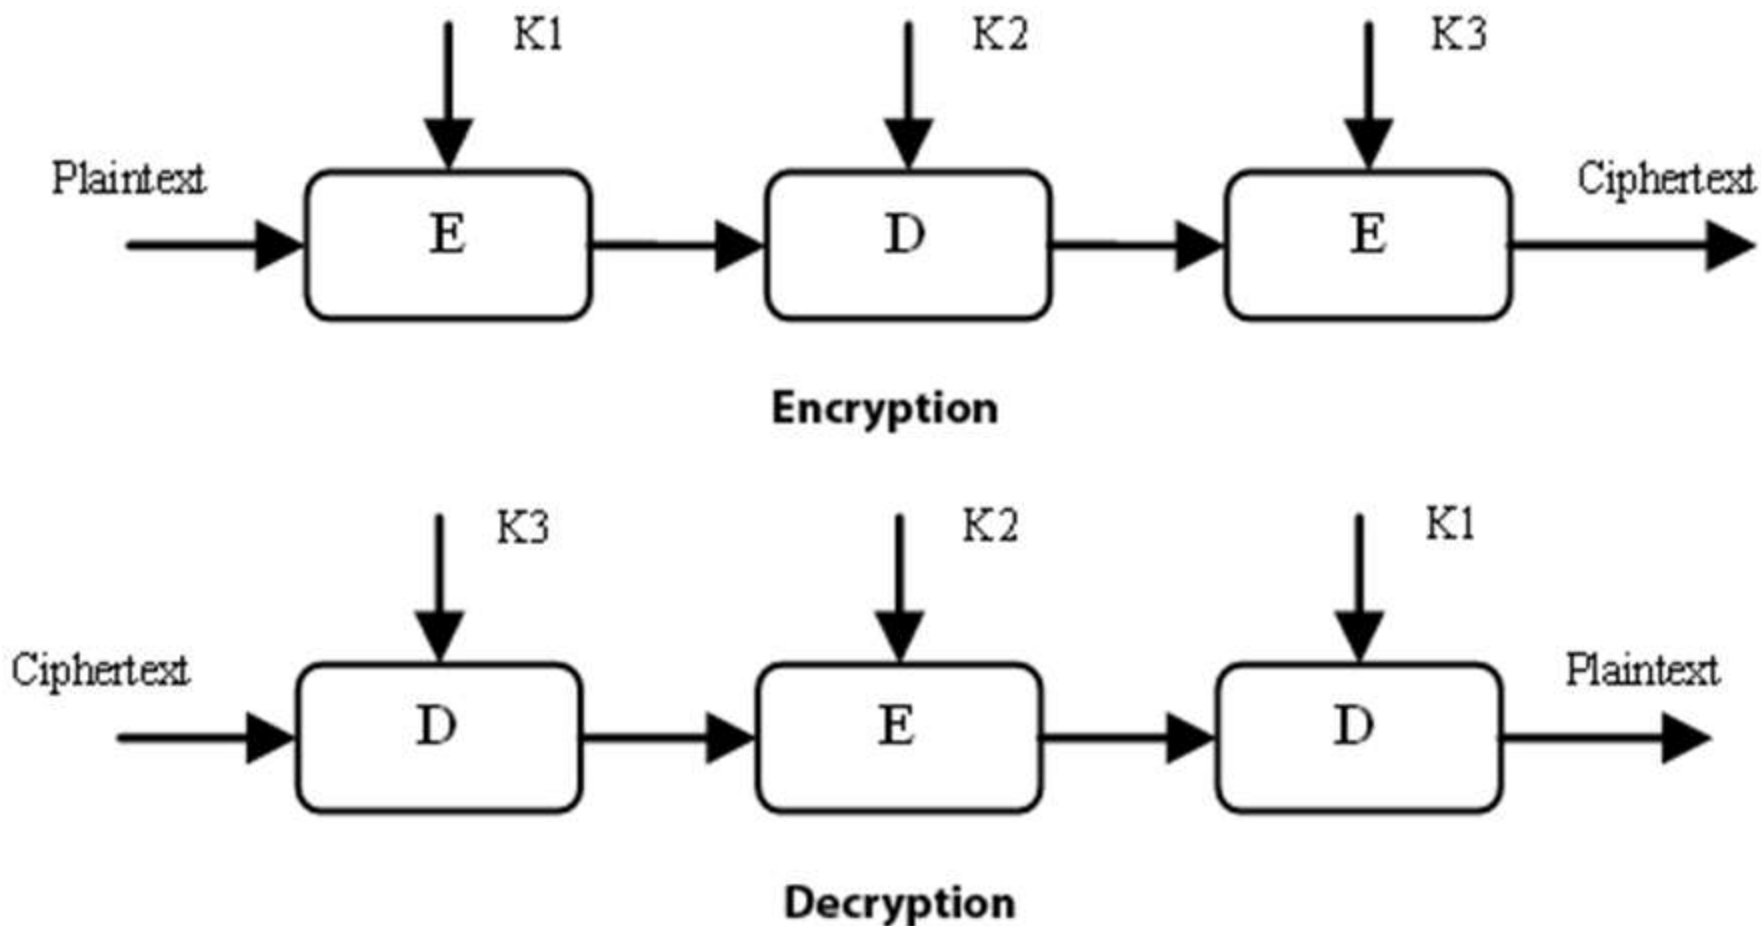 K1 K2 K3
Plaintext Ciphertext
E D E
Encryption
K3 K2 K1
Ciphertext Plaintext
D E D
Decryption